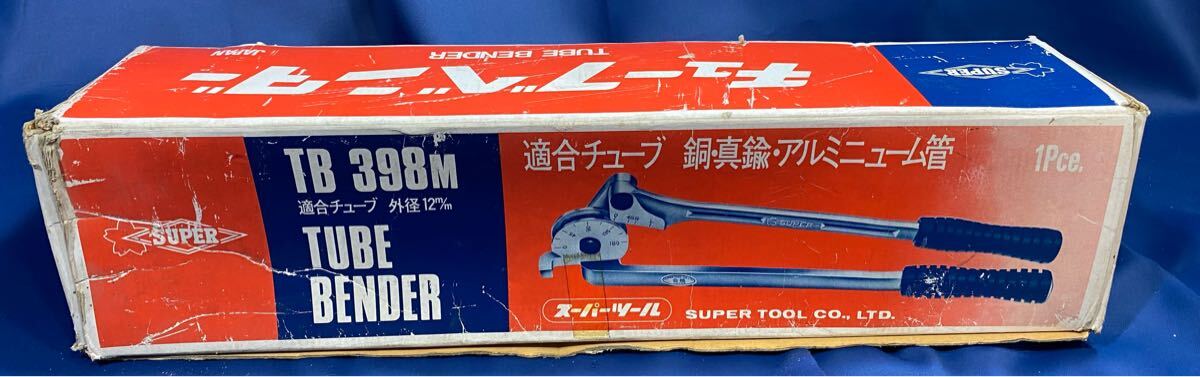 SUPER
チューブベンダー
TUBE BENDER
JAPAN
SUPER
TB 398M
適合チューブ 外径12m/m
TUBE
BENDER
適合チューブ 銅・真鍮・アルミニューム管
1Pce.
SUPER
0
180
スーパーツール
SUPER TOOL CO., LTD.